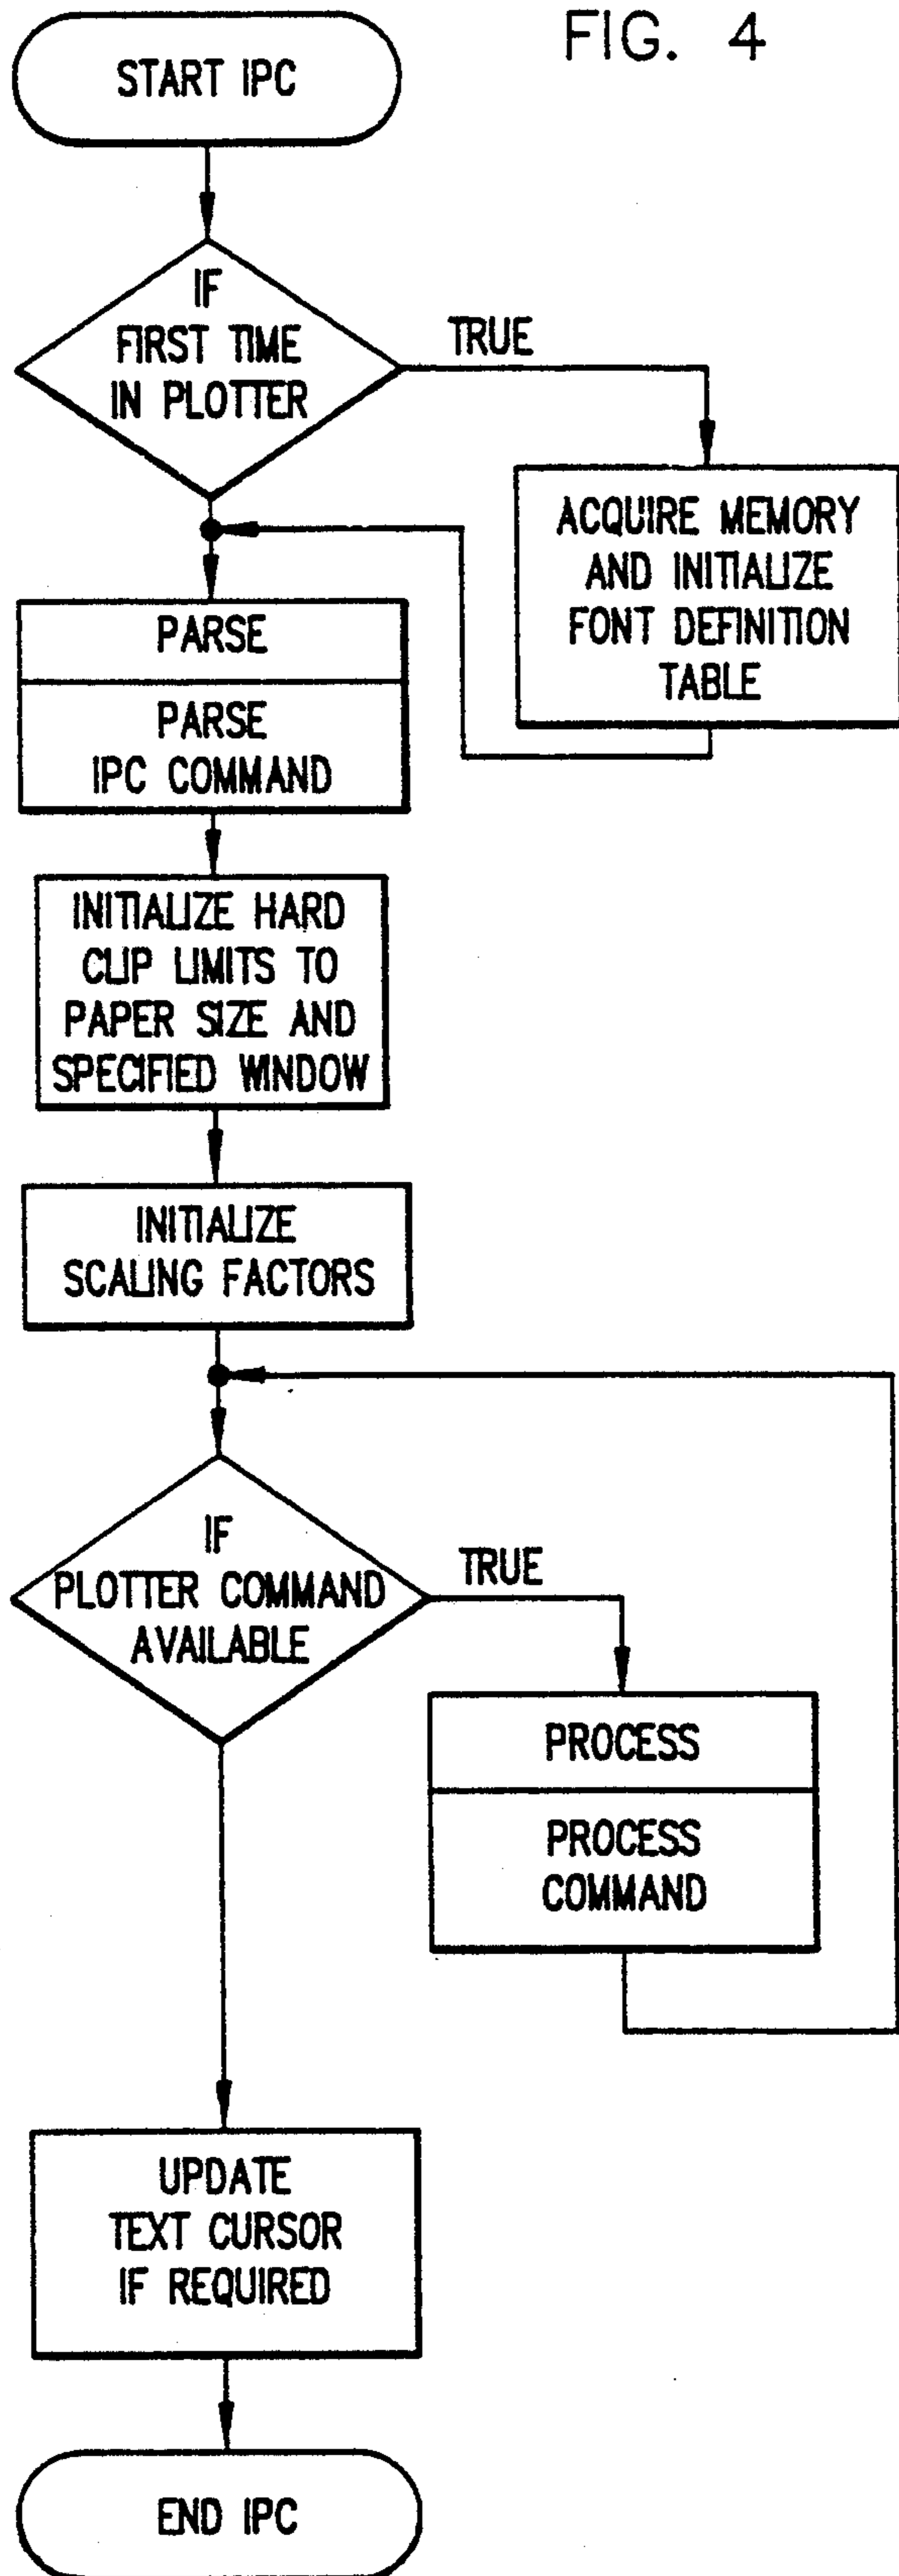 FIG. 4
START IPC
IF
FIRST TIME
IN PLOTTER
TRUE
ACQUIRE MEMORY
AND INITIALIZE
FONT DEFINITION
TABLE
PARSE
PARSE
IPC COMMAND
INITIALIZE HARD
CLIP LIMITS TO
PAPER SIZE AND
SPECIFIED WINDOW
INITIALIZE
SCALING FACTORS
IF
PLOTTER COMMAND
AVAILABLE
TRUE
PROCESS
PROCESS
COMMAND
UPDATE
TEXT CURSOR
IF REQUIRED
END IPC